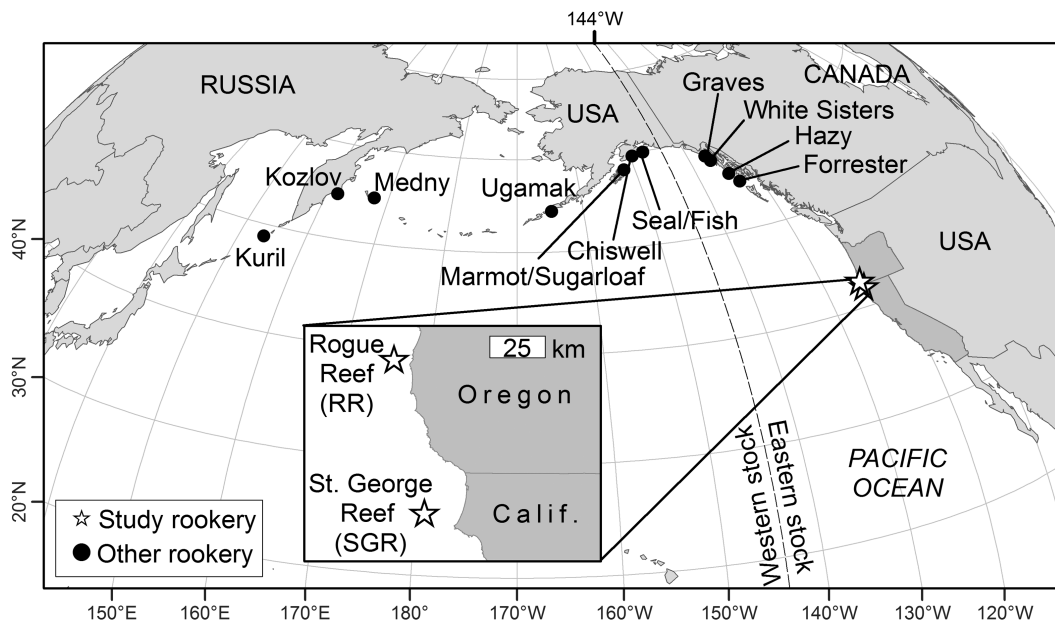 144°W
RUSSIA
CANADA
Graves
USA
White Sisters
Hazy
Forrester
Kozlov
Medny
Ugamak
Seal/Fish
Chiswell
Marmot/Sugarloaf
Kuril
USA
40°N
30°N
20°N
Rogue
Reef
(RR)
25 km
Oregon
St. George
Reef
(SGR)
Calif.
Western stock
Eastern stock
PACIFIC
OCEAN
Study rookery
Other rookery
150°E
160°E
170°E
180°
170°W
160°W
150°W
140°W
130°W
120°W